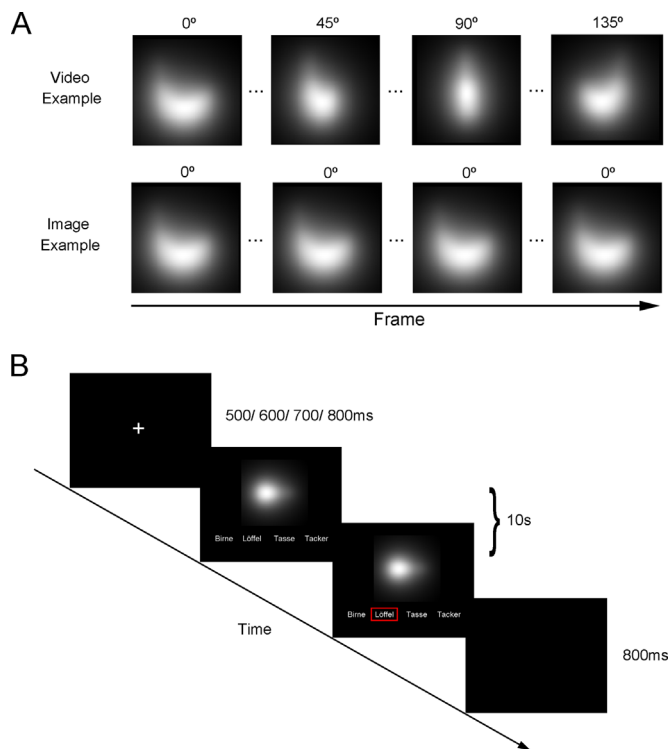 A
0º 45º 90º 135º
Video
Example
... ... ...
0º 0º 0º 0º
Image
Example
... ... ...
Frame
B
+
500/ 600/ 700/ 800ms
Birne Löffel Tasse Tacker
10s
Birne Löffel Tasse Tacker
Time
800ms